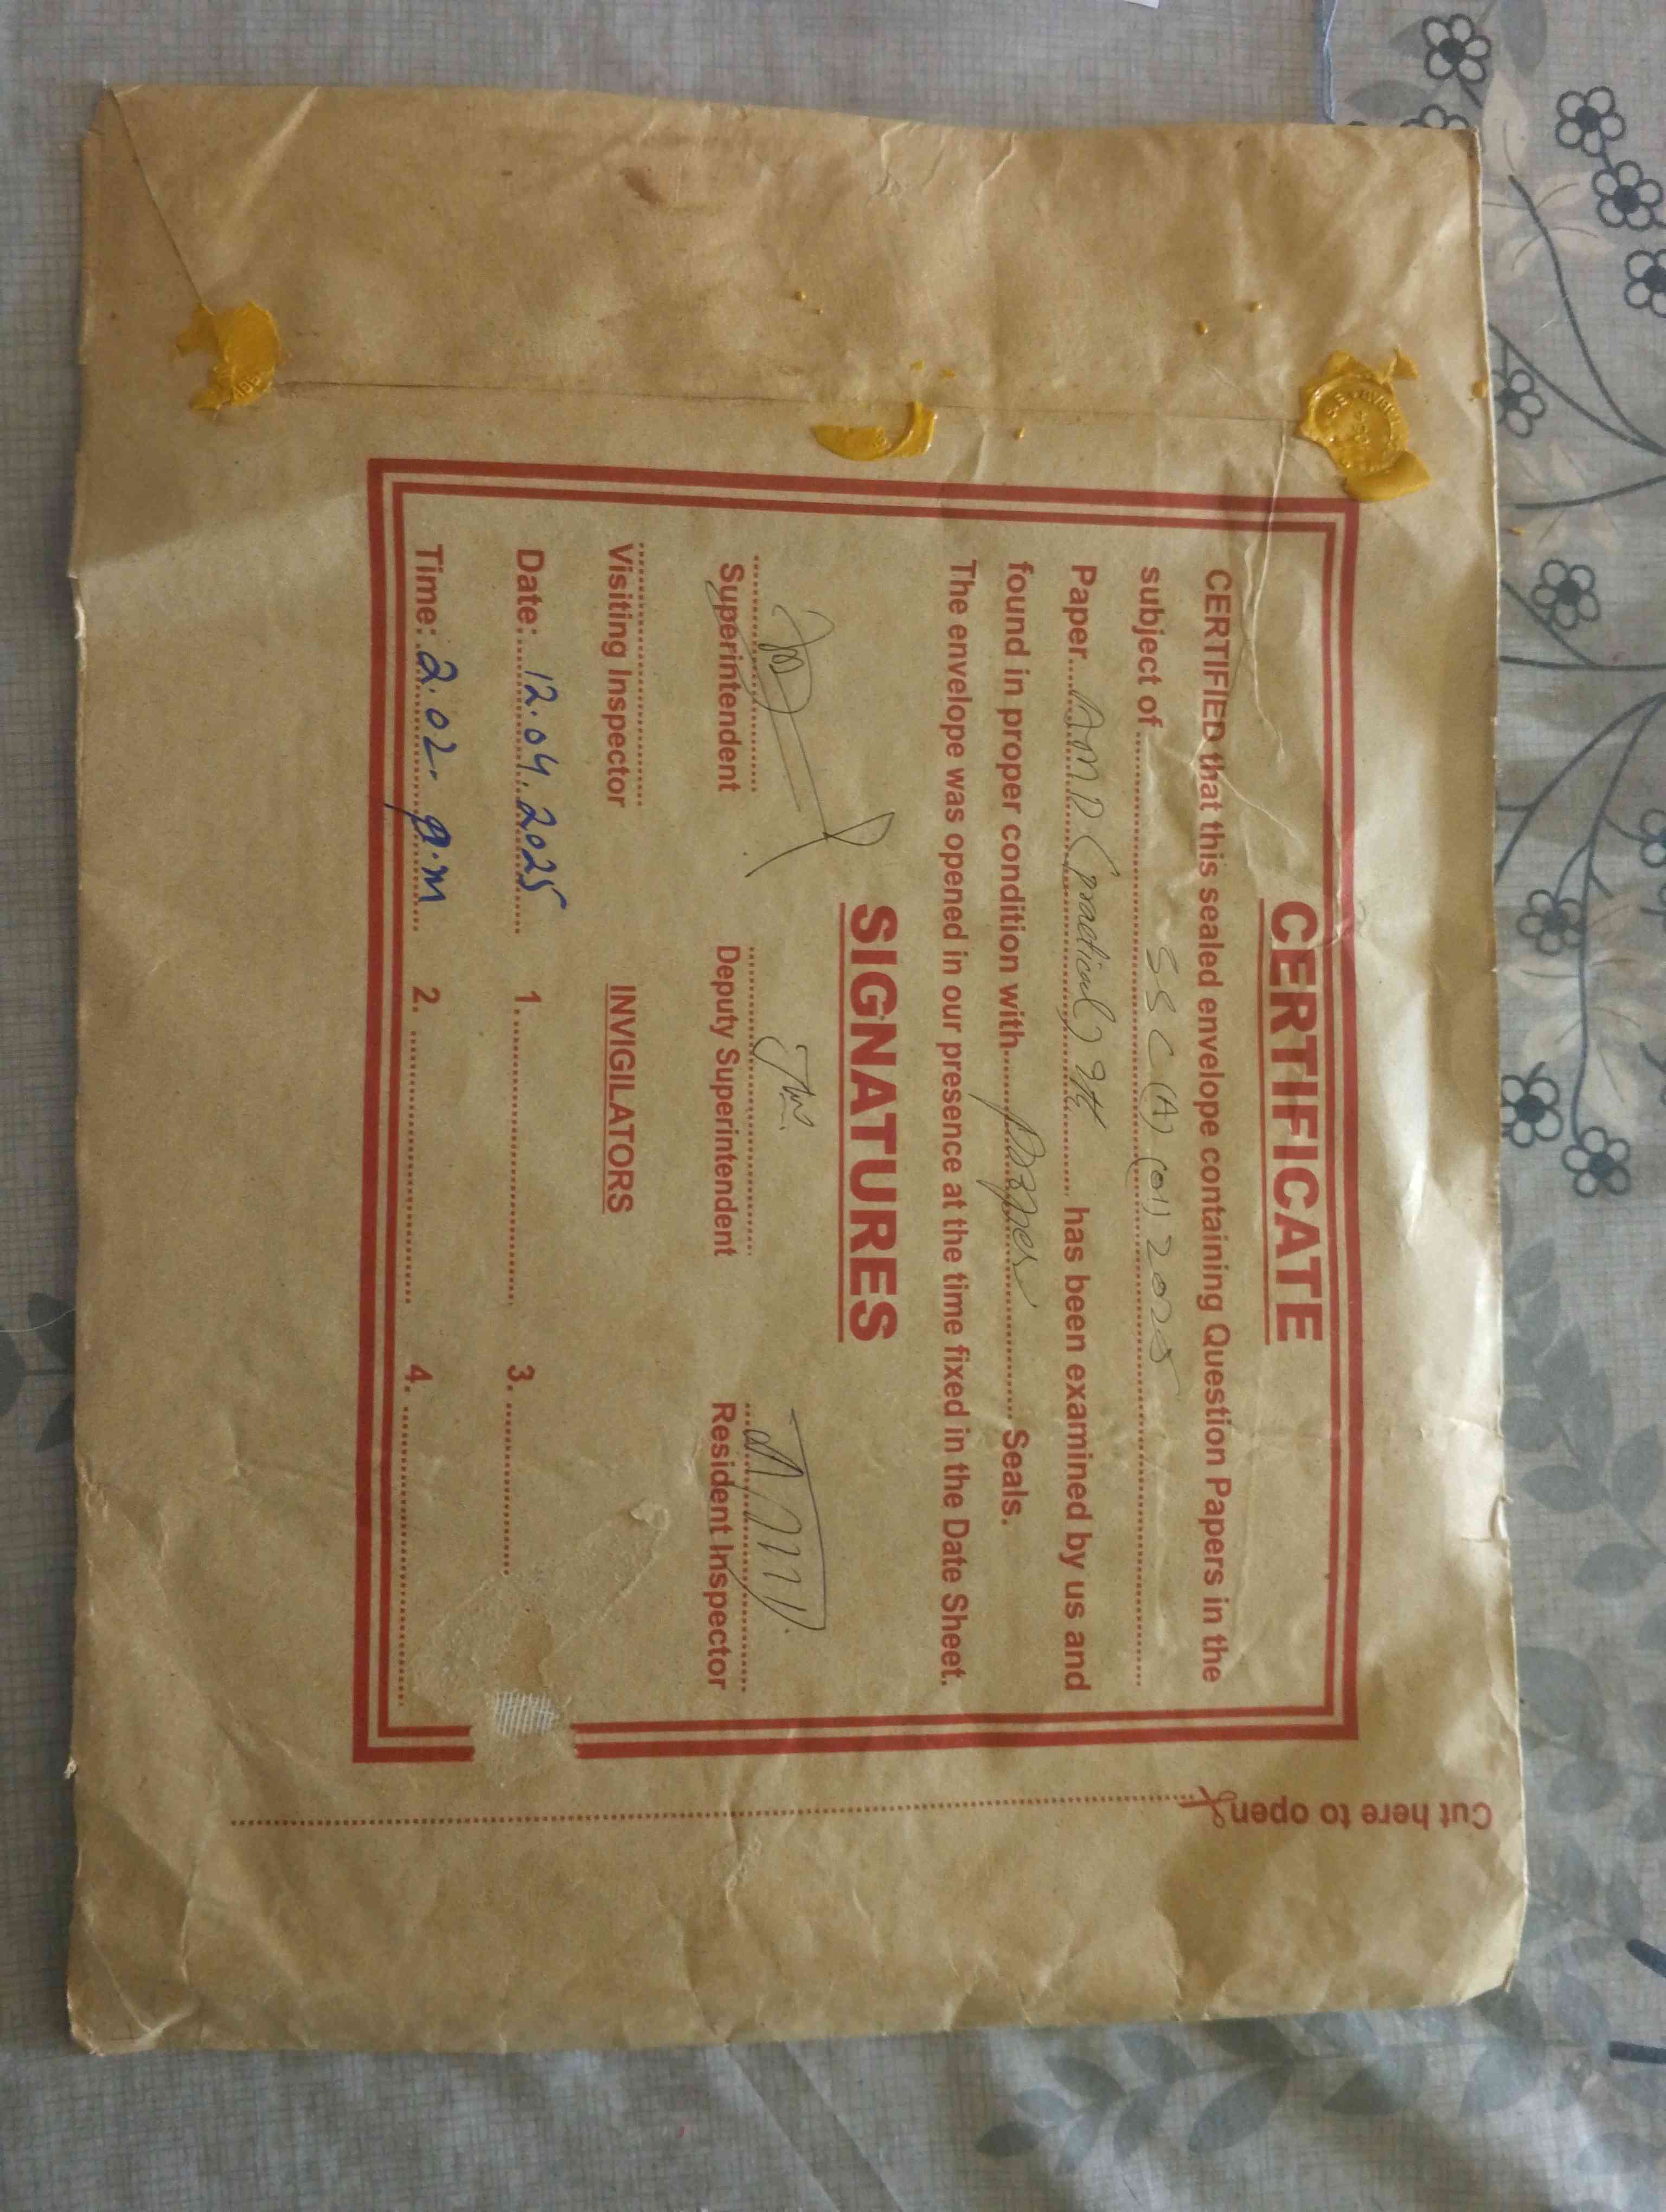 CERTIFICATE
CERTIFIED that this sealed envelope containing Question Papers in the
subject of SSC (A) (01) 2025
Paper AMD (practical) has been examined by us and
found in proper condition with proper Seals.
The envelope was opened in our presence at the time fixed in the Date Sheet.
SIGNATURES
Superintendent Deputy Superintendent Resident Inspector
Visiting Inspector INVIGILATORS
Date: 12.04.2025 1. 3.
Time: 2.02. p.m 2. 4.
Cut here to open